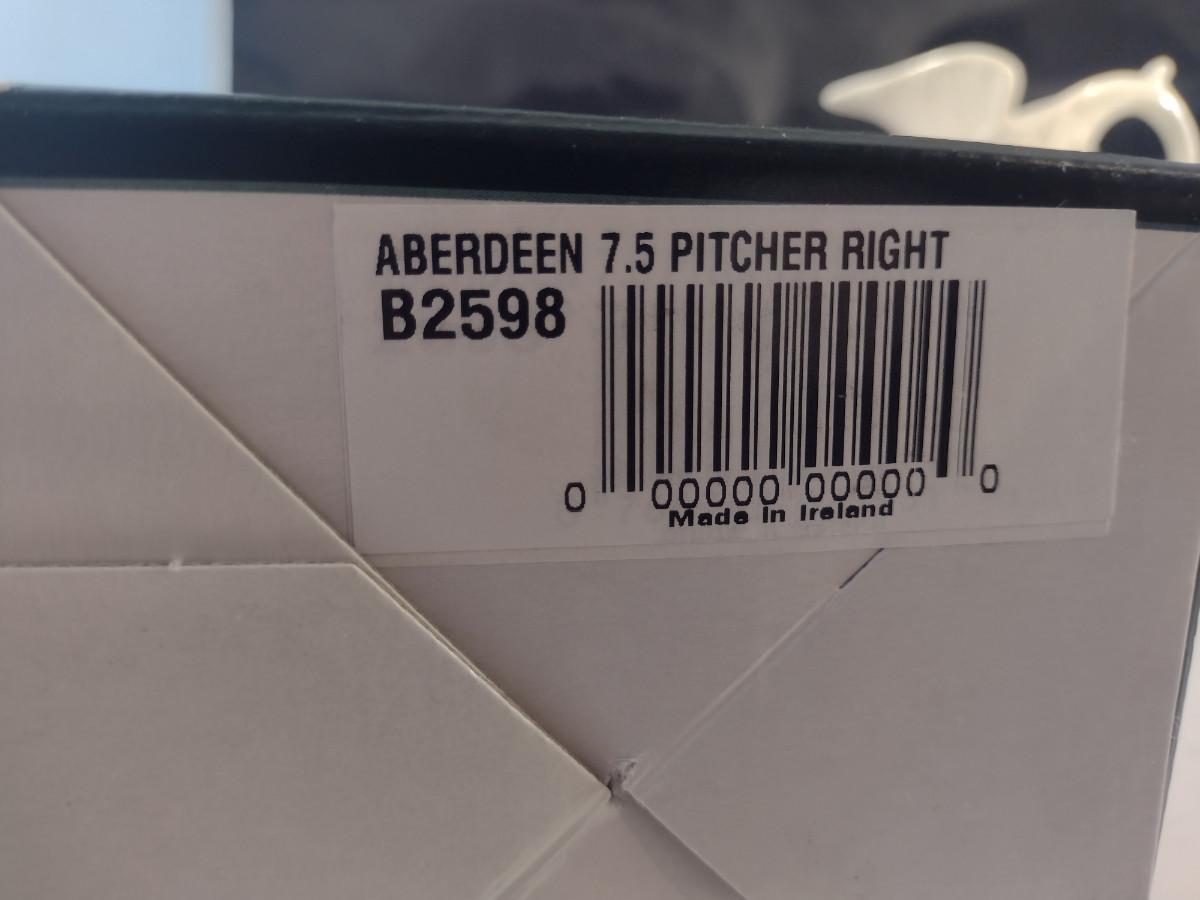 ABERDEEN 7.5 PITCHER RIGHT
B2598
0 00000 00000 0
Made In Ireland